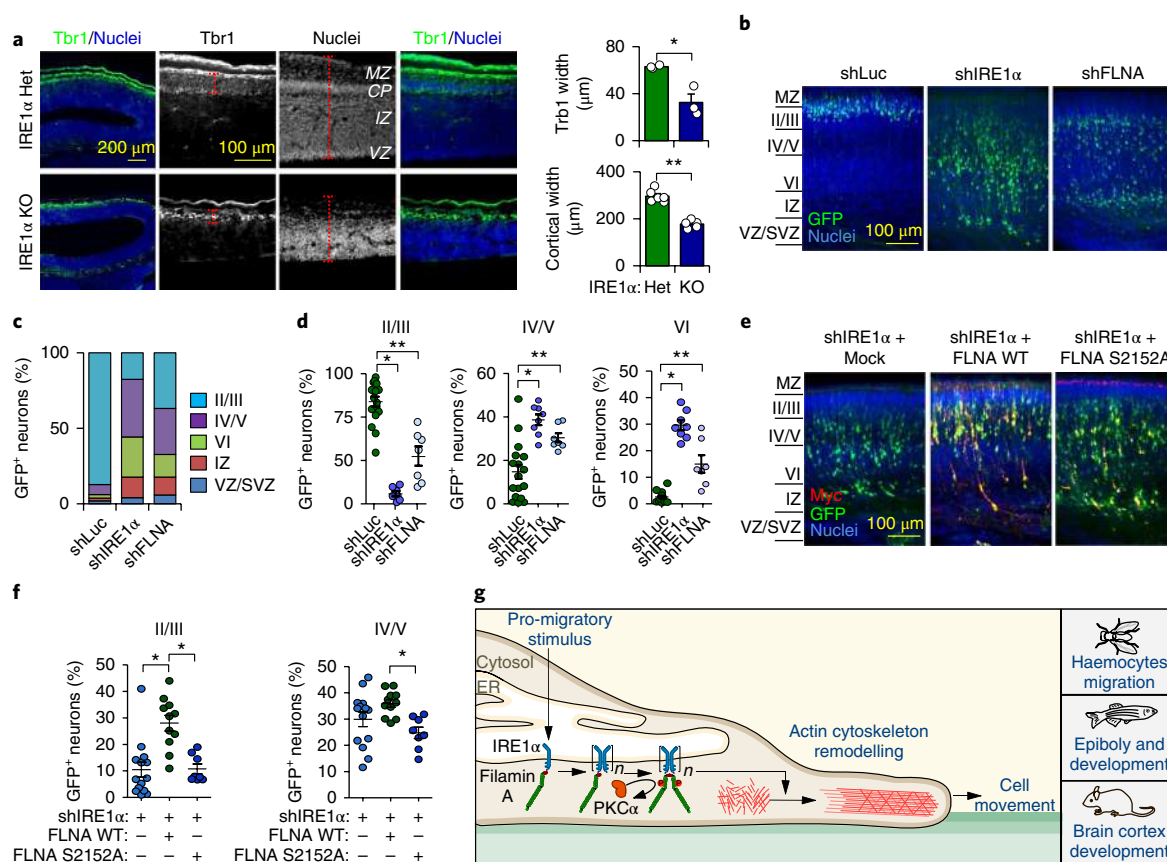 a
Tbr1/Nuclei
Tbr1
Nuclei
Tbr1/Nuclei
IRE1α Het
200 μm
100 μm
MZ
CP
IZ
VZ
IRE1α KO
Trb1 width
(μm)
80
40
0
*
Cortical width
(μm)
400
200
0
**
IRE1α: Het KO
b
shLuc
shIRE1α
shFLNA
MZ
II/III
IV/V
VI
IZ
VZ/SVZ
GFP
Nuclei
100 μm
c
GFP+ neurons (%)
100
50
0
shLuc
shIRE1α
shFLNA
II/III
IV/V
VI
IZ
VZ/SVZ
d
II/III
GFP+ neurons (%)
100
75
50
25
0
**
*
shLuc
shIRE1α
shFLNA
IV/V
GFP+ neurons (%)
60
40
20
0
**
*
shLuc
shIRE1α
shFLNA
VI
GFP+ neurons (%)
50
40
30
20
10
0
**
*
shLuc
shIRE1α
shFLNA
e
shIRE1α +
Mock
shIRE1α +
FLNA WT
shIRE1α +
FLNA S2152A
MZ
II/III
IV/V
VI
IZ
VZ/SVZ
Myc
GFP
Nuclei
100 μm
f
II/III
GFP+ neurons (%)
50
40
30
20
10
0
*
*
shIRE1α: + + +
FLNA WT: – + –
FLNA S2152A: – – +
IV/V
GFP+ neurons (%)
50
40
30
20
10
0
*
shIRE1α: + + +
FLNA WT: – + –
FLNA S2152A: – – +
g
Pro-migratory
stimulus
Cytosol
ER
IRE1α
Filamin
A
n
n
PKCα
Actin cytoskeleton
remodelling
Cell
movement
Haemocytes
migration
Epiboly and
development
Brain cortex
development